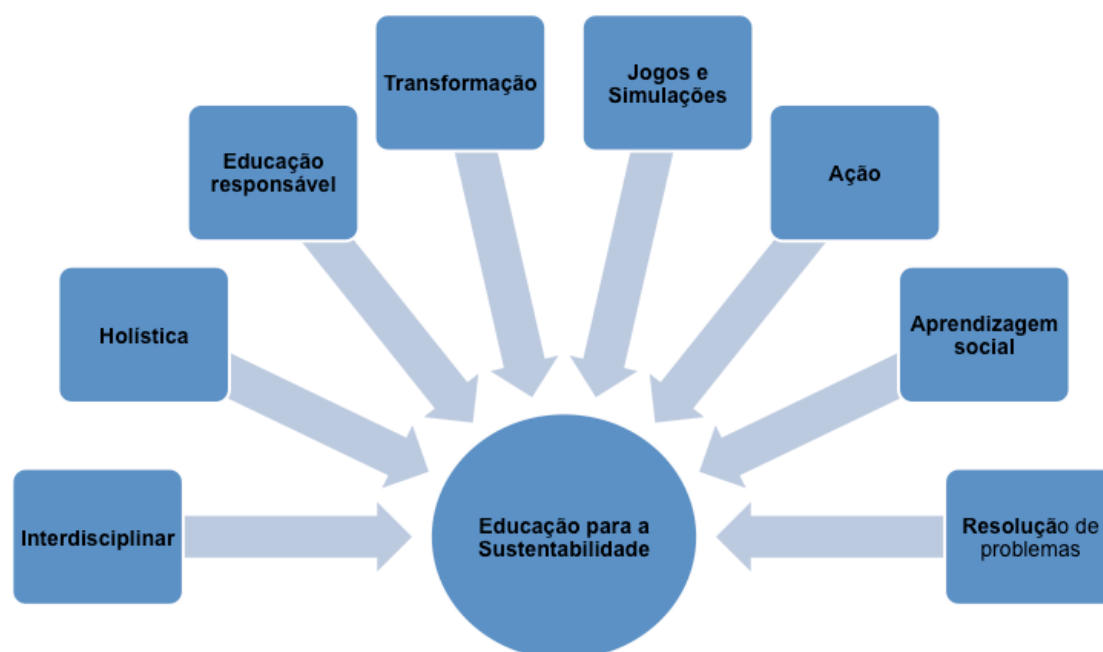 Transformação
Jogos e
Simulações
Educação
responsável
Ação
Holística
Aprendizagem
social
Interdisciplinar
Educação para a
Sustentabilidade
Resolução de
problemas